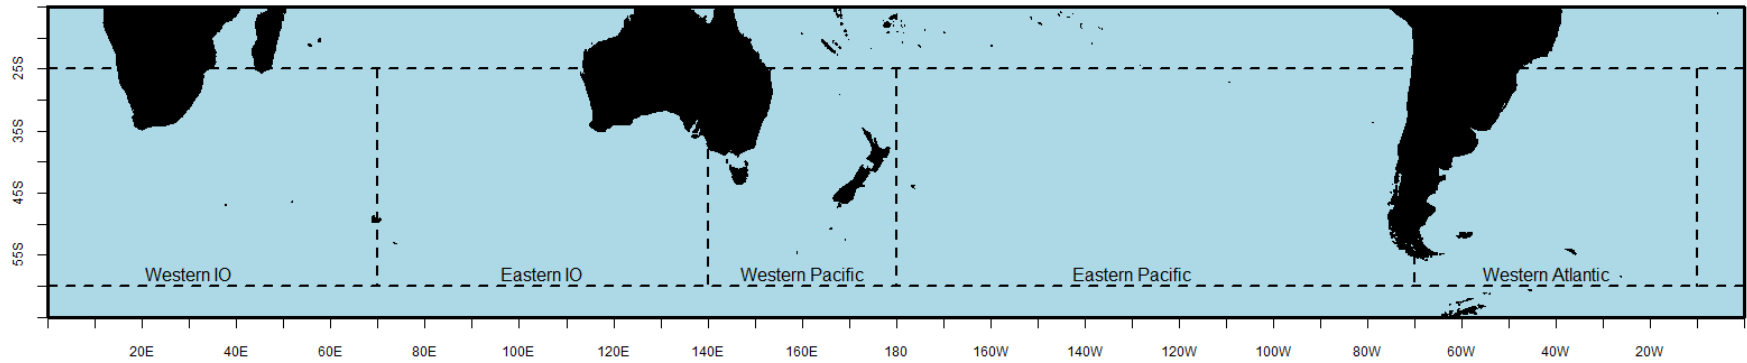 25S
35S
45S
55S
Western IO
Eastern IO
Western Pacific
Eastern Pacific
Western Atlantic
20E 40E 60E 80E 100E 120E 140E 160E 180 160W 140W 120W 100W 80W 60W 40W 20W